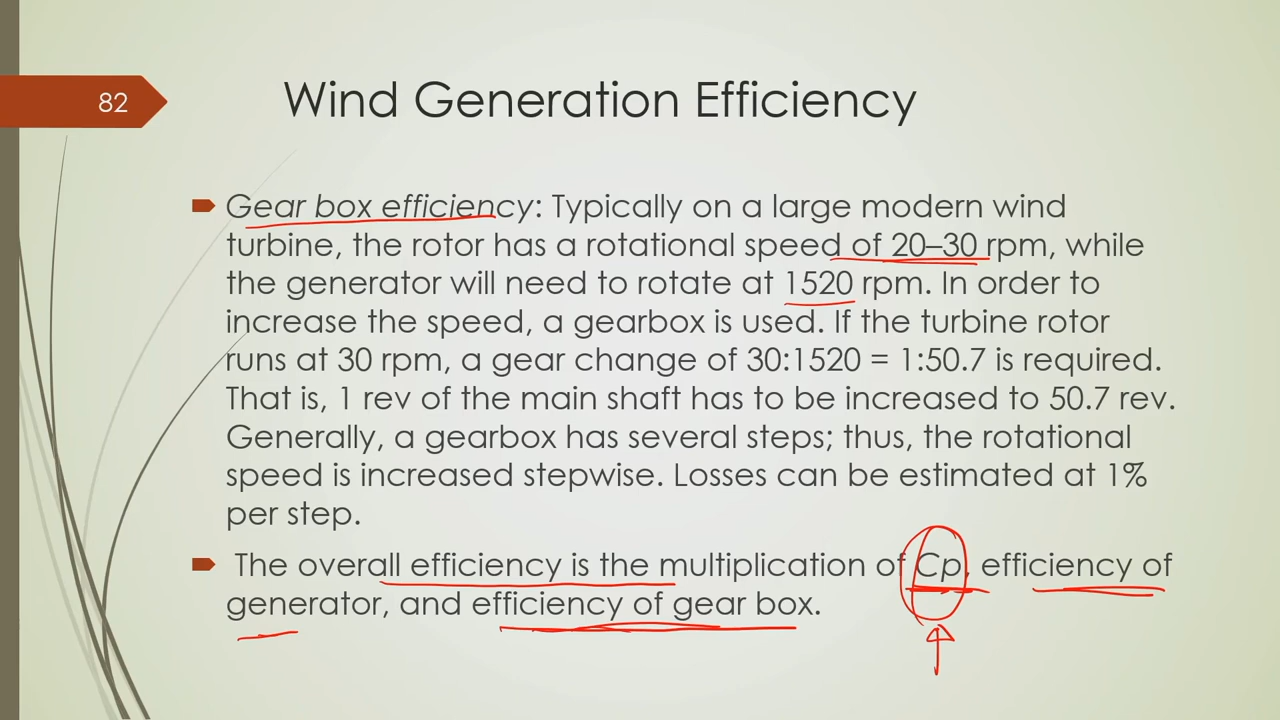 82
Wind Generation Efficiency
Gear box efficiency: Typically on a large modern wind
turbine, the rotor has a rotational speed of 20–30 rpm, while
the generator will need to rotate at 1520 rpm. In order to
increase the speed, a gearbox is used. If the turbine rotor
runs at 30 rpm, a gear change of 30:1520 = 1:50.7 is required.
That is, 1 rev of the main shaft has to be increased to 50.7 rev.
Generally, a gearbox has several steps; thus, the rotational
speed is increased stepwise. Losses can be estimated at 1%
per step.
The overall efficiency is the multiplication of Cp, efficiency of
generator, and efficiency of gear box.